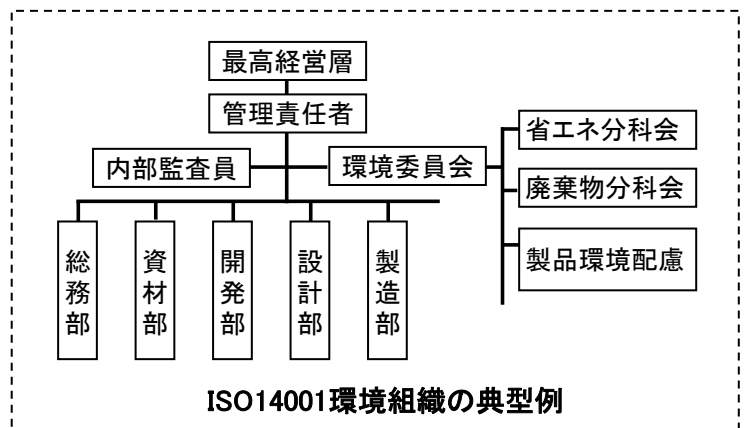 最高経営層
管理責任者
内部監査員
環境委員会
省エネ分科会
廃棄物分科会
製品環境配慮
総務部
資材部
開発部
設計部
製造部
ISO14001環境組織の典型例